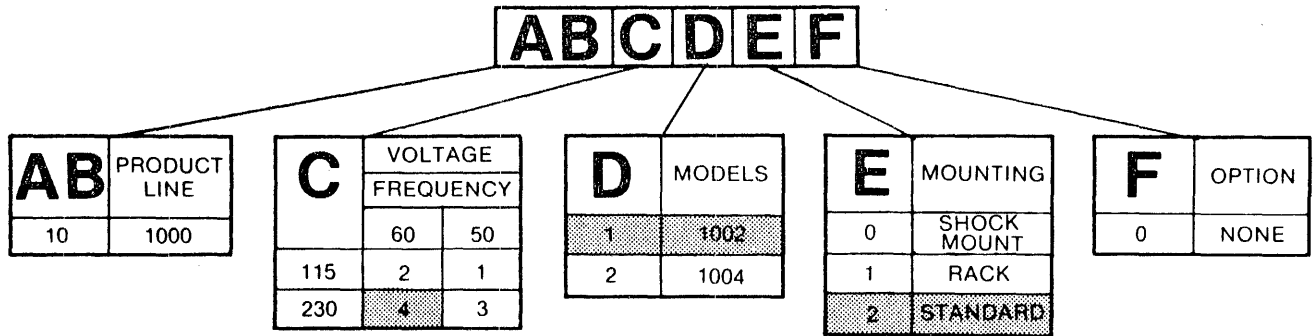 ABCDEF
AB PRODUCT LINE
10 1000
C VOLTAGE
FREQUENCY
60 50
115 2 1
230 4 3
D MODELS
1 1002
2 1004
E MOUNTING
0 SHOCK MOUNT
1 RACK
2 STANDARD
F OPTION
0 NONE